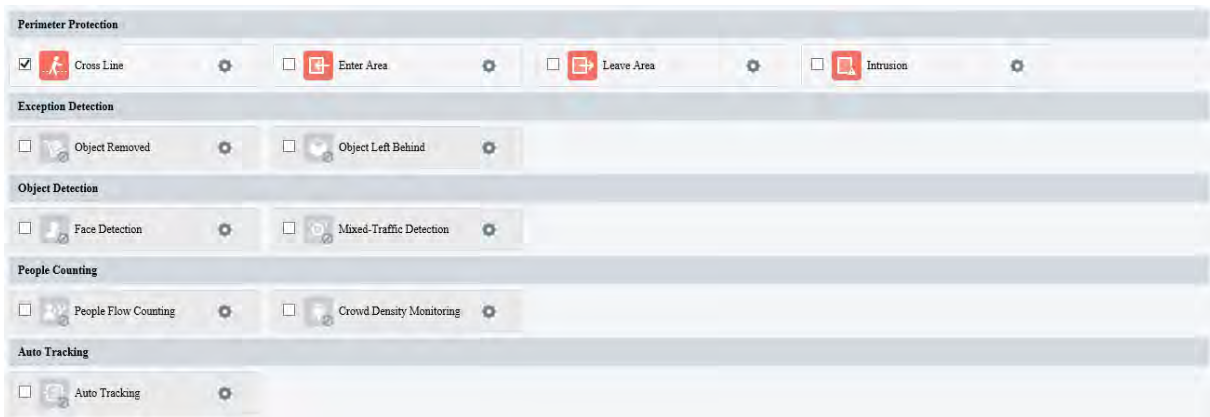 Perimeter Protection
Cross Line Enter Area Leave Area Intrusion
Exception Detection
Object Removed Object Left Behind
Object Detection
Face Detection Mixed-Traffic Detection
People Counting
People Flow Counting Crowd Density Monitoring
Auto Tracking
Auto Tracking